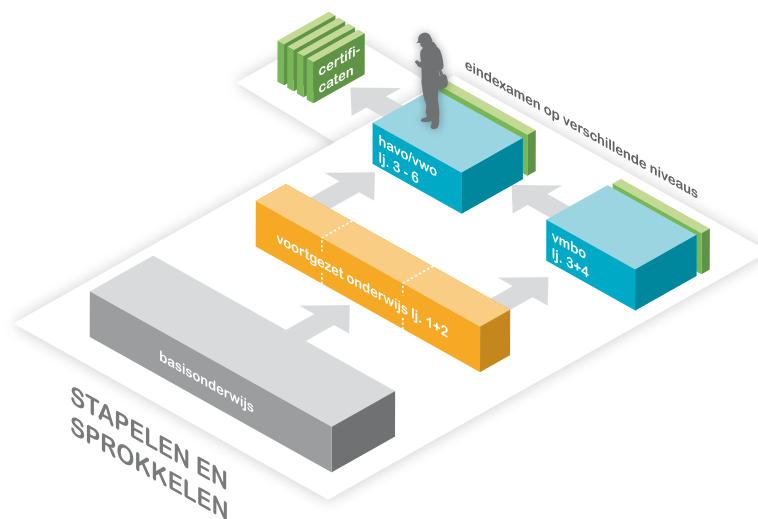 certifi-
caten
eindexamen op verschillende niveaus
havo/vwo
lj. 3 - 6
vmbo
lj. 3+4
voortgezet onderwijs lj. 1+2
basisonderwijs
STAPELEN EN
SPROKKELEN